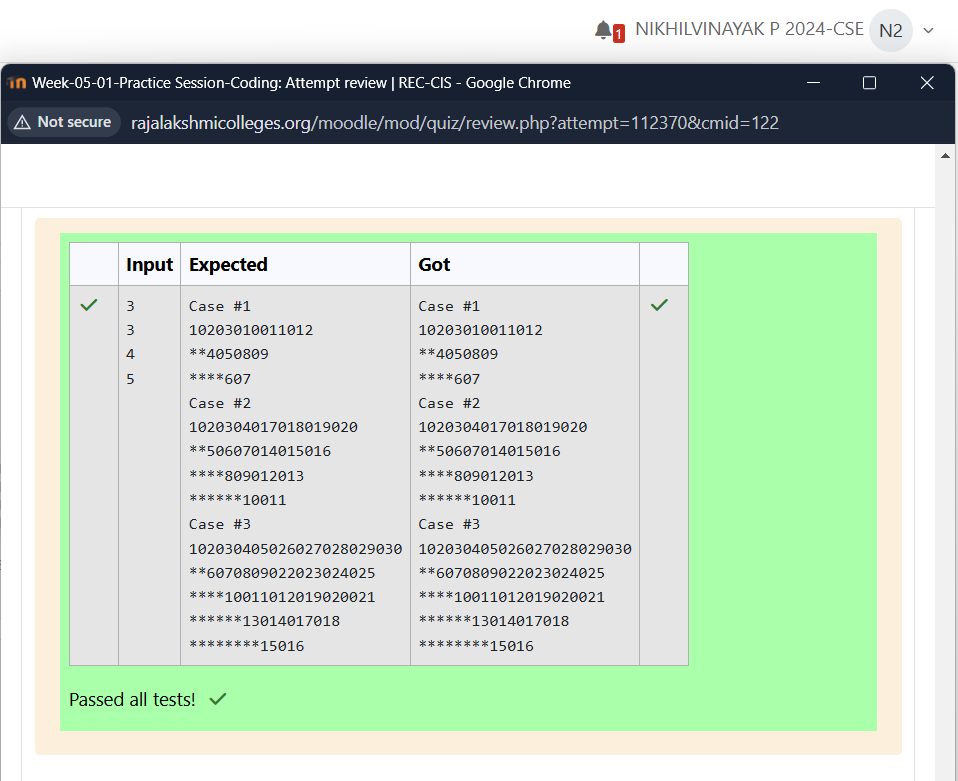 1
NIKHILVINAYAK P 2024-CSE N2
Week-05-01-Practice Session-Coding: Attempt review | REC-CIS - Google Chrome
Not secure rajalakshmicolleges.org/moodle/mod/quiz/review.php?attempt=112370&cmid=122
Input Expected Got
3 Case #1 Case #1
3 10203010011012 10203010011012
4 **4050809 **4050809
5 ****607 ****607
Case #2 Case #2
1020304017018019020 1020304017018019020
**50607014015016 **50607014015016
****809012013 ****809012013
******10011 ******10011
Case #3 Case #3
102030405026027028029030 102030405026027028029030
**6070809022023024025 **6070809022023024025
****10011012019020021 ****10011012019020021
******13014017018 ******13014017018
********15016 ********15016
Passed all tests!